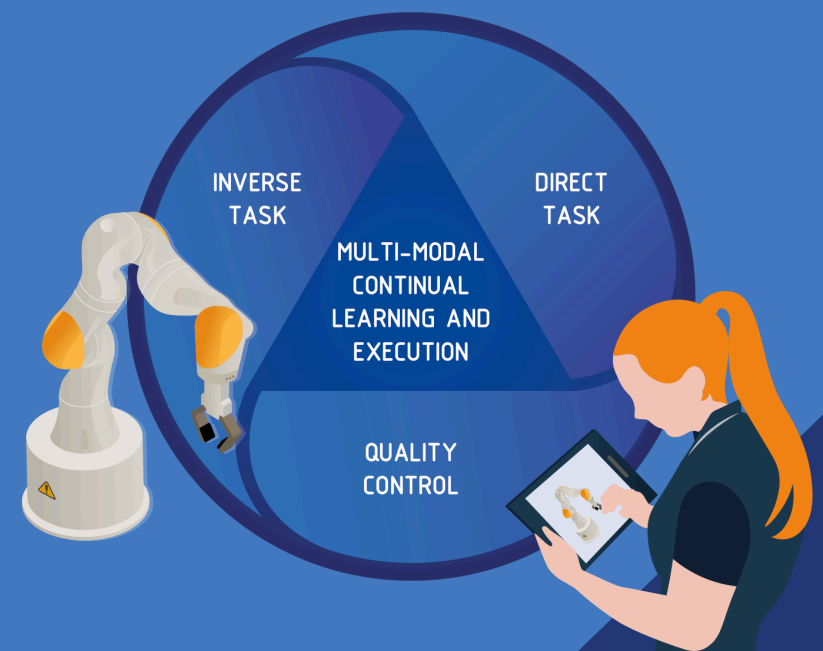 INVERSE
TASK
DIRECT
TASK
MULTI-MODAL
CONTINUAL
LEARNING AND
EXECUTION
QUALITY
CONTROL